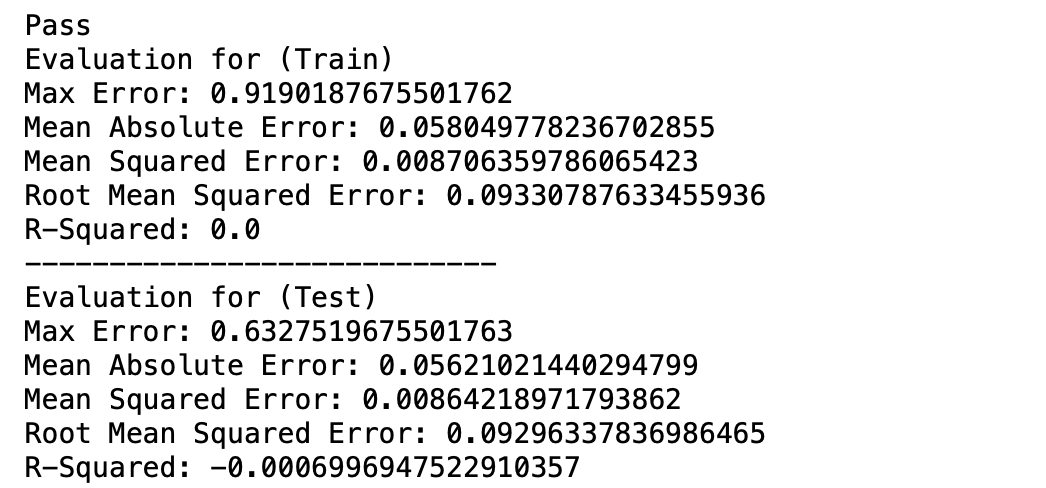 Pass
Evaluation for (Train)
Max Error: 0.9190187675501762
Mean Absolute Error: 0.058049778236702855
Mean Squared Error: 0.008706359786065423
Root Mean Squared Error: 0.09330787633455936
R-Squared: 0.0
----------------------------
Evaluation for (Test)
Max Error: 0.6327519675501763
Mean Absolute Error: 0.05621021440294799
Mean Squared Error: 0.00864218971793862
Root Mean Squared Error: 0.09296337836986465
R-Squared: -0.0006996947522910357